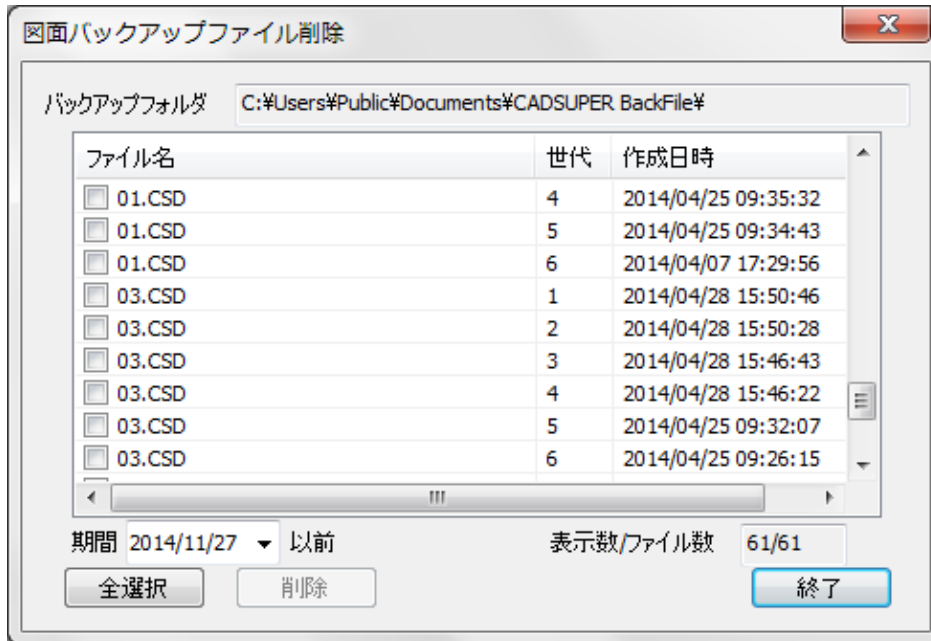 図面バックアップファイル削除
バックアップフォルダ C:¥Users¥Public¥Documents¥CADSUPER BackFile¥
ファイル名 世代 作成日時
01.CSD 4 2014/04/25 09:35:32
01.CSD 5 2014/04/25 09:34:43
01.CSD 6 2014/04/07 17:29:56
03.CSD 1 2014/04/28 15:50:46
03.CSD 2 2014/04/28 15:50:28
03.CSD 3 2014/04/28 15:46:43
03.CSD 4 2014/04/28 15:46:22
03.CSD 5 2014/04/25 09:32:07
03.CSD 6 2014/04/25 09:26:15
期間 2014/11/27 以前 表示数/ファイル数 61/61
全選択 削除 終了